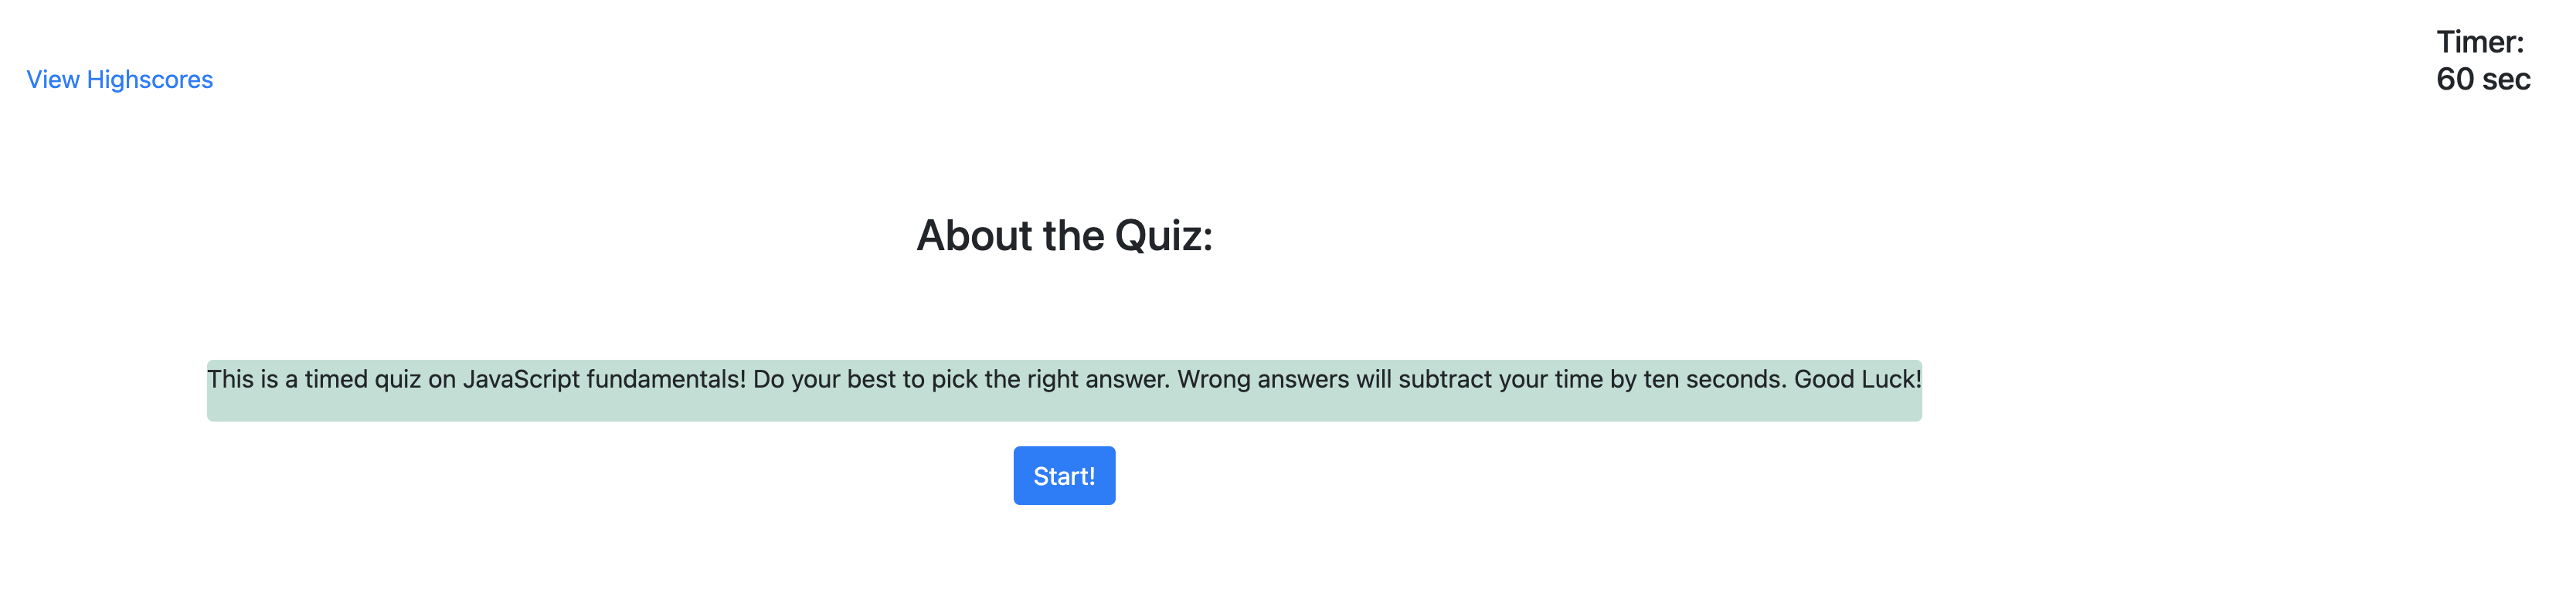 View Highscores
Timer:
60 sec
About the Quiz:
This is a timed quiz on JavaScript fundamentals! Do your best to pick the right answer. Wrong answers will subtract your time by ten seconds. Good Luck!
Start!